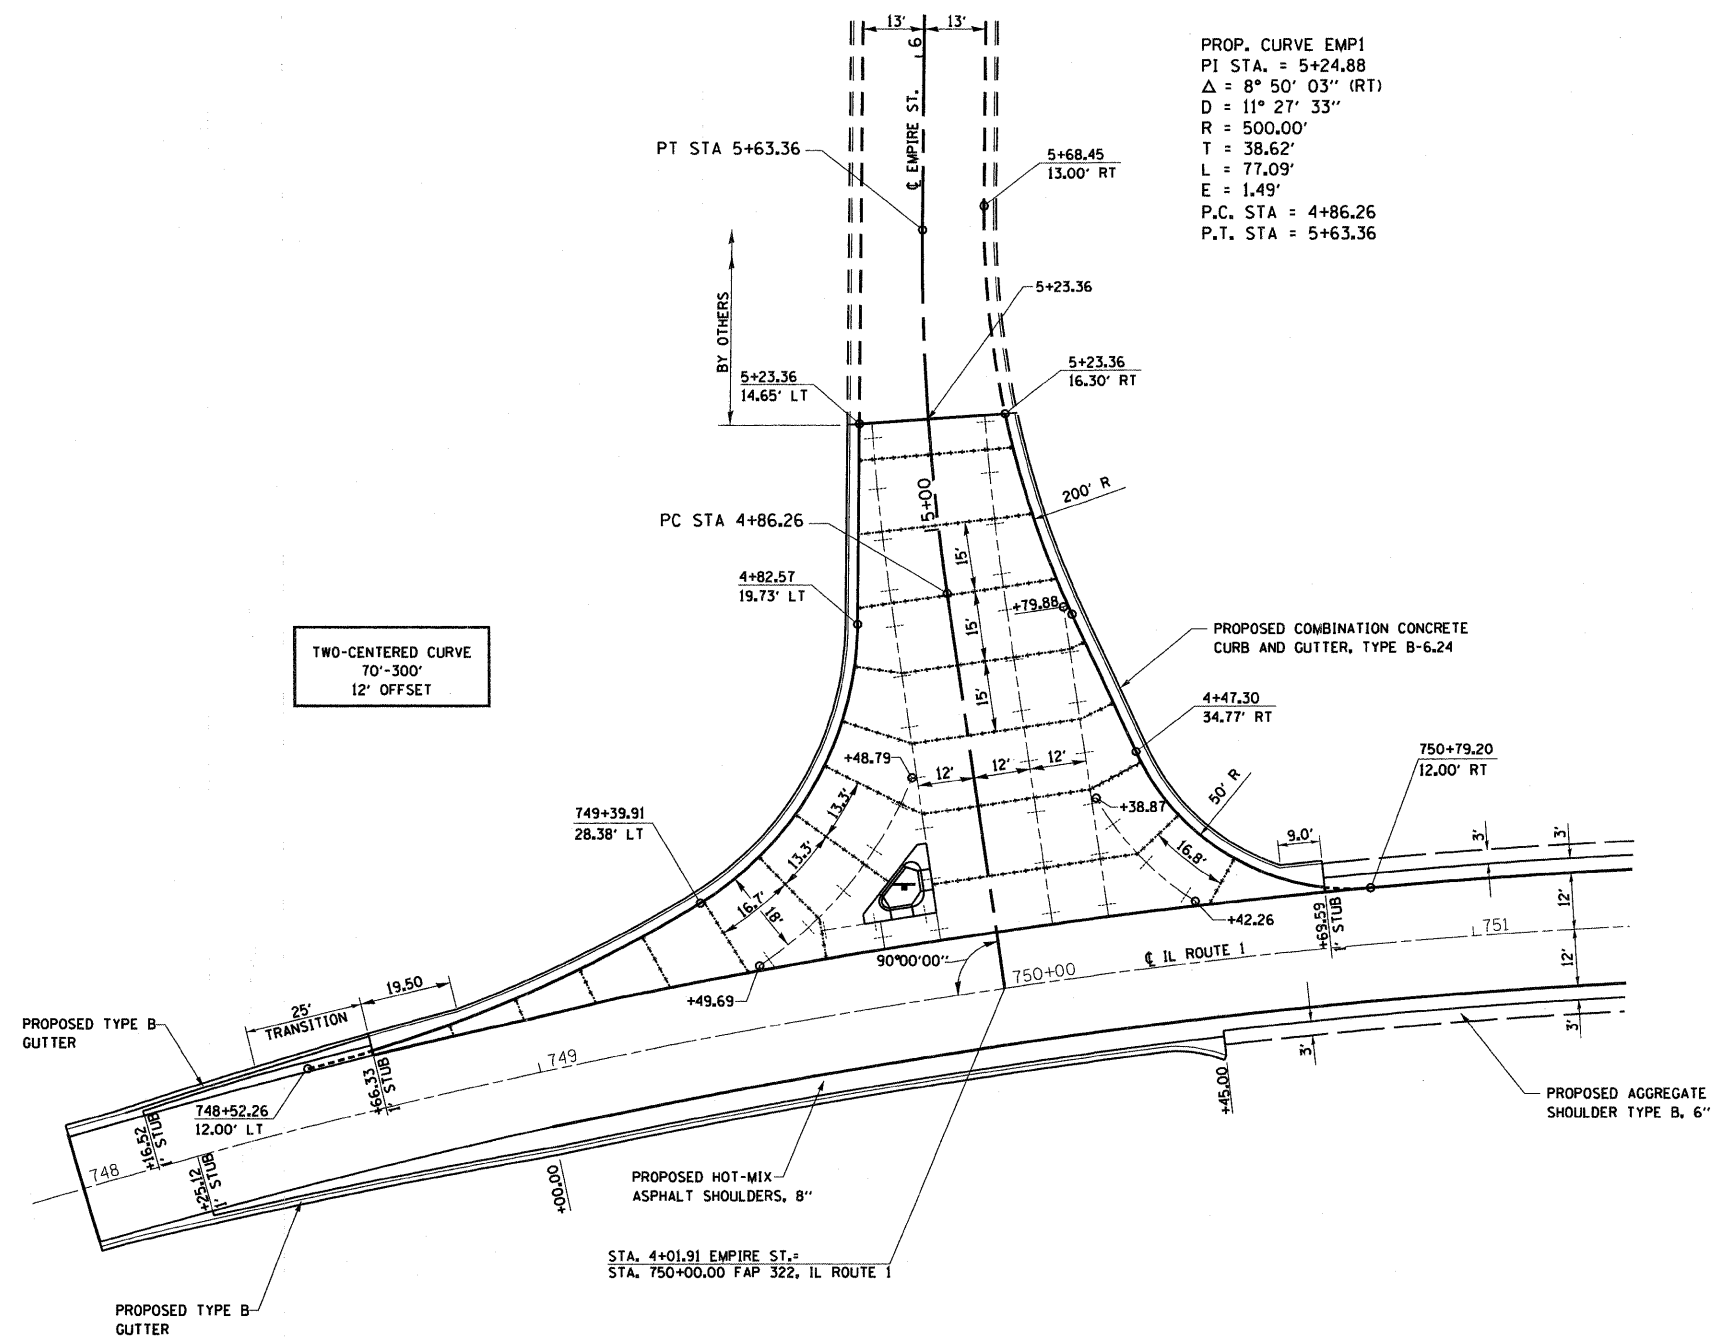 13'
13'
6
℄ EMPIRE ST.
PROP. CURVE EMP1
PI STA. = 5+24.88
Δ = 8° 50' 03" (RT)
D = 11° 27' 33"
R = 500.00'
T = 38.62'
L = 77.09'
E = 1.49'
P.C. STA = 4+86.26
P.T. STA = 5+63.36
PT STA 5+63.36
5+68.45
13.00' RT
5+23.36
BY OTHERS
5+23.36
14.65' LT
5+23.36
16.30' RT
200' R
5+00
PC STA 4+86.26
15'
15'
15'
4+82.57
19.73' LT
+79.88
PROPOSED COMBINATION CONCRETE
CURB AND GUTTER, TYPE B-6.24
TWO-CENTERED CURVE
70'-300'
12' OFFSET
4+47.30
34.77' RT
750+79.20
12.00' RT
+48.79
12'
12'
12'
50' R
+38.87
749+39.91
28.38' LT
13.3'
13.3'
16.7'
18'
16.8'
9.0'
3'
3'
12'
12'
3'
+42.26
+69.59
1' STUB
751
℄ IL ROUTE 1
90°00'00"
750+00
+49.69
19.50
25'
TRANSITION
PROPOSED TYPE B
GUTTER
749
+66.33
1' STUB
3'
+45.00
PROPOSED AGGREGATE
SHOULDER TYPE B, 6"
748+52.26
12.00' LT
+16.52
1' STUB
748
+25.12
1' STUB
+00.00
PROPOSED HOT-MIX
ASPHALT SHOULDERS, 8"
STA. 4+01.91 EMPIRE ST.=
STA. 750+00.00 FAP 322, IL ROUTE 1
PROPOSED TYPE B
GUTTER